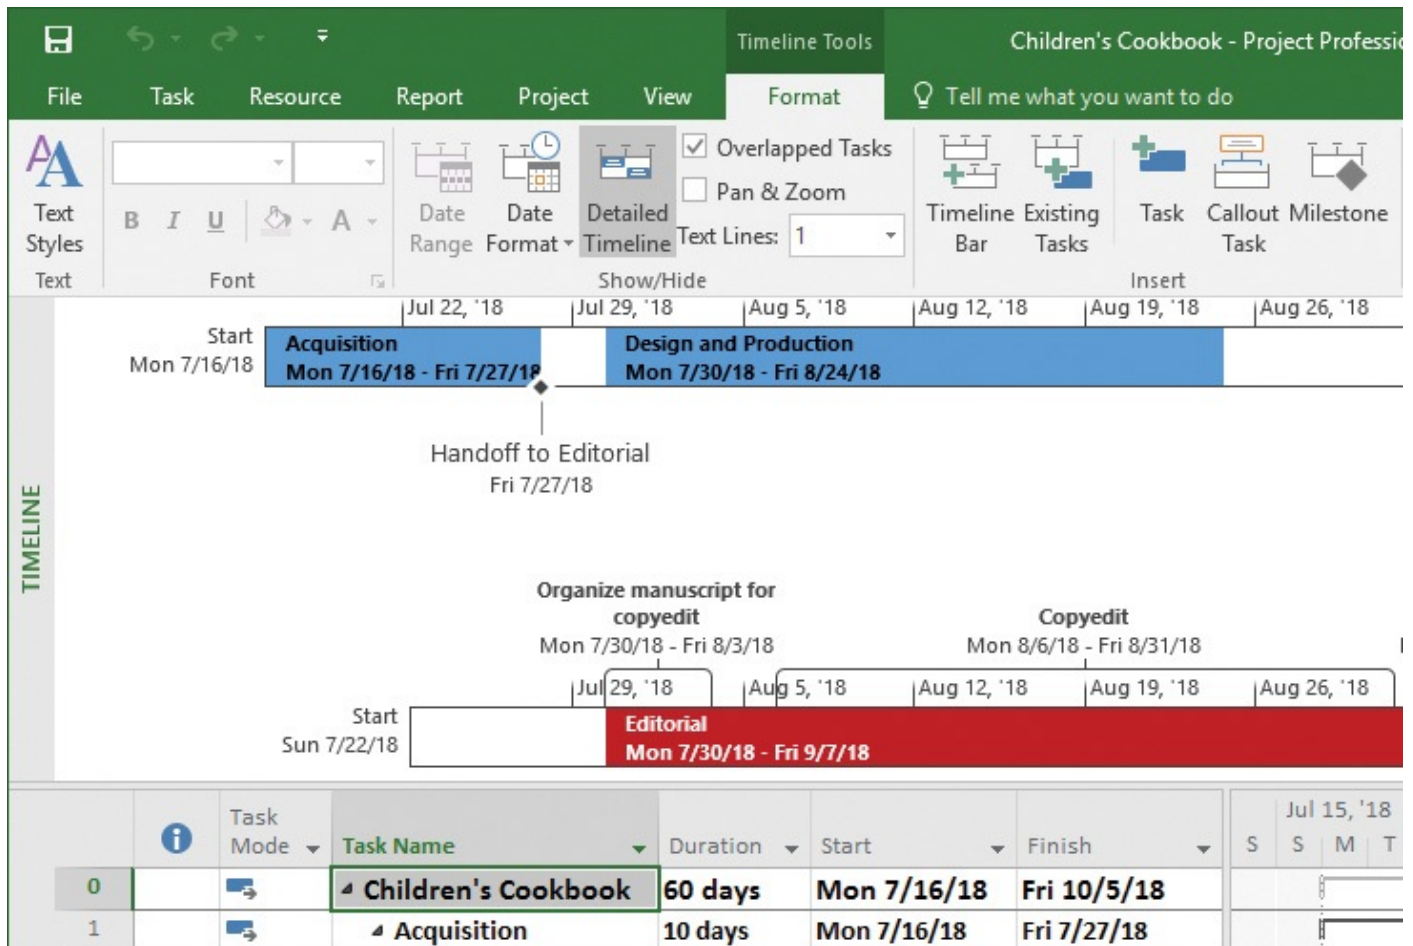 Timeline Tools
Children's Cookbook - Project Professi
File Task Resource Report Project View Format Tell me what you want to do
A A
Text Styles
B I U A
Date Range
Date Format
Detailed Timeline
Overlapped Tasks
Pan & Zoom
Text Lines: 1
Timeline Bar
Existing Tasks
Task
Callout Task
Milestone
Text Font Show/Hide Insert
Jul 22, '18 Jul 29, '18 Aug 5, '18 Aug 12, '18 Aug 19, '18 Aug 26, '18
Start
Mon 7/16/18
Acquisition
Mon 7/16/18 - Fri 7/27/18
Design and Production
Mon 7/30/18 - Fri 8/24/18
Handoff to Editorial
Fri 7/27/18
TIMELINE
Organize manuscript for
copyedit
Mon 7/30/18 - Fri 8/3/18
Copyedit
Mon 8/6/18 - Fri 8/31/18
Jul 29, '18 Aug 5, '18 Aug 12, '18 Aug 19, '18 Aug 26, '18
Start
Sun 7/22/18
Editorial
Mon 7/30/18 - Fri 9/7/18
Task Mode
Task Name Duration Start Finish
Jul 15, '18
S S M T
0 Children's Cookbook 60 days Mon 7/16/18 Fri 10/5/18
1 Acquisition 10 days Mon 7/16/18 Fri 7/27/18